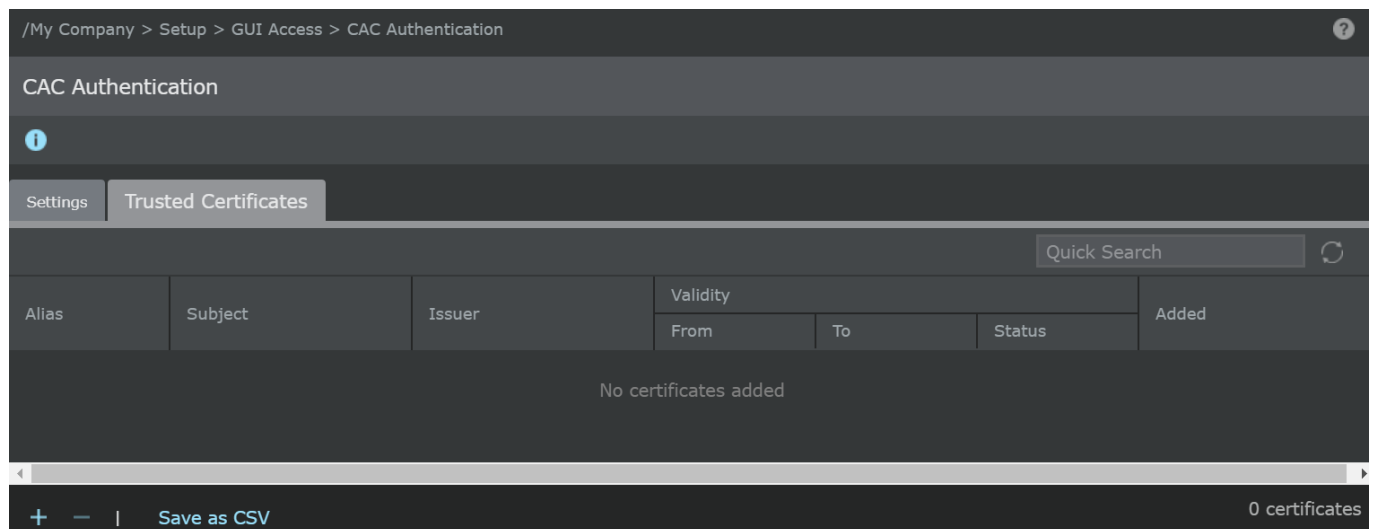 /My Company > Setup > GUI Access > CAC Authentication
CAC Authentication
Settings
Trusted Certificates
Quick Search
Alias
Subject
Issuer
Validity
From
To
Status
Added
No certificates added
+ − | Save as CSV
0 certificates